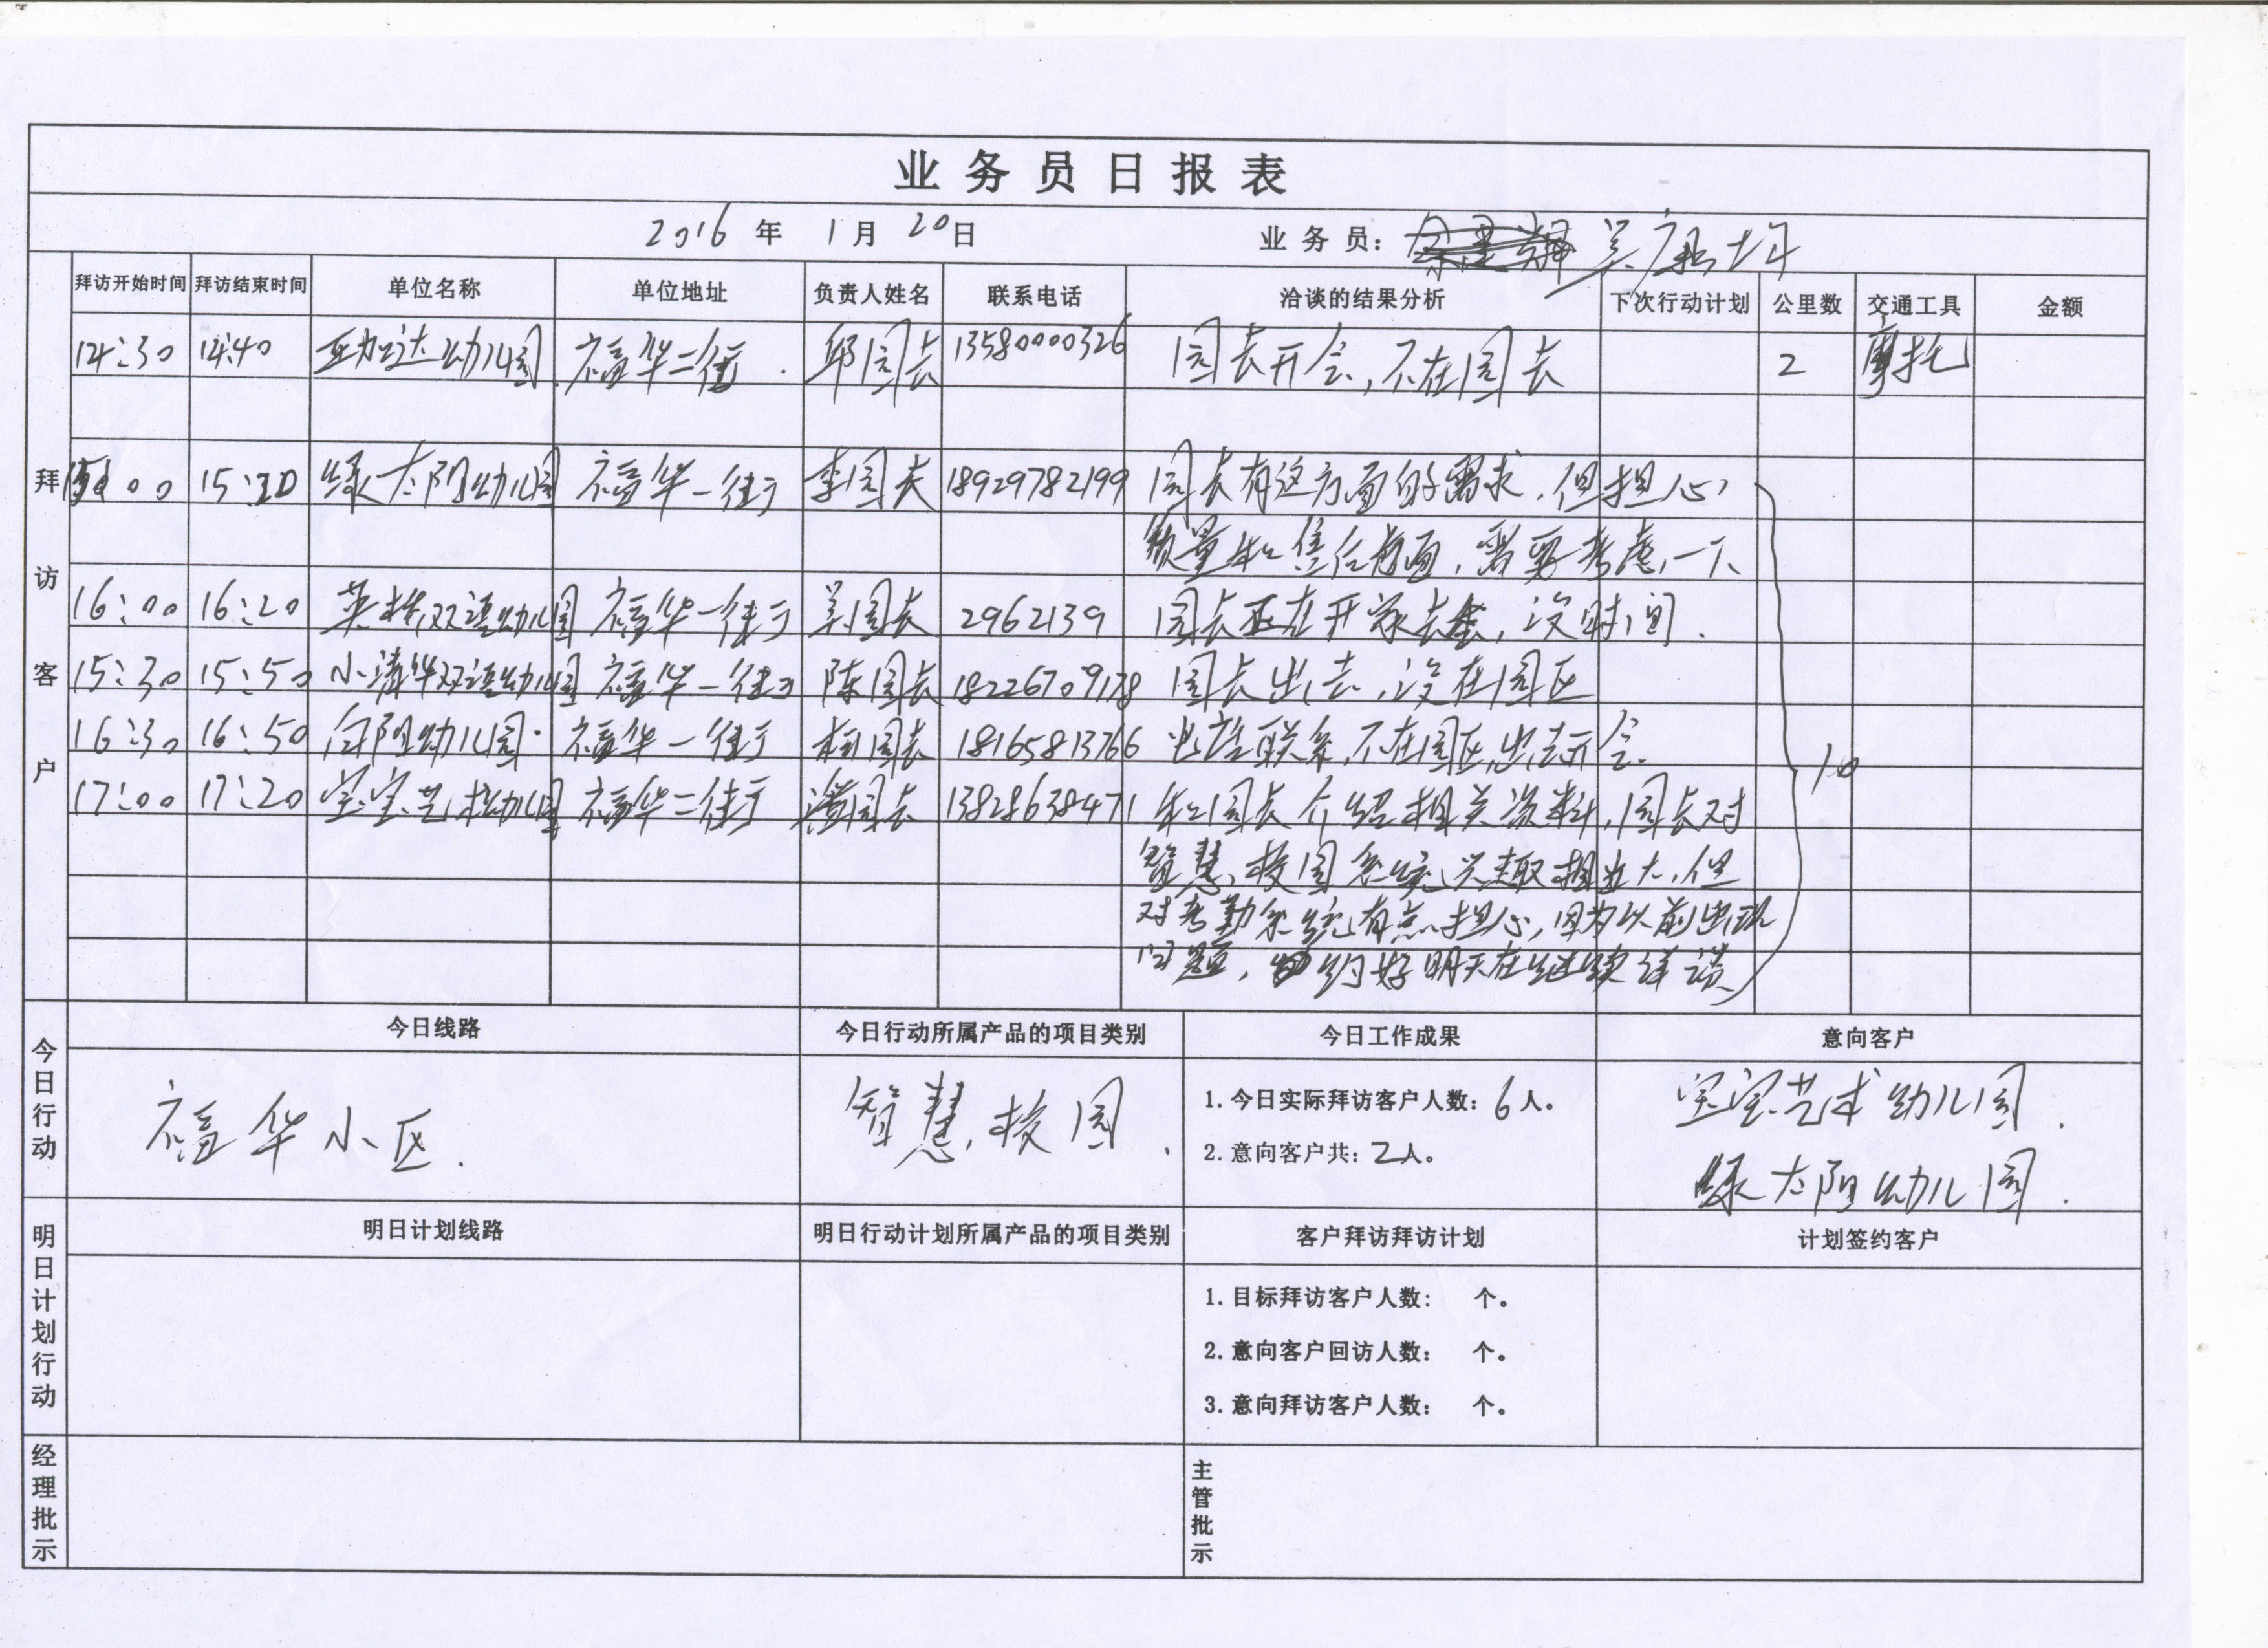 业务员日报表
2016 年 1 月 20 日 业务员：
拜访客户
拜访开始时间 拜访结束时间 单位名称 单位地址 负责人姓名 联系电话 洽谈的结果分析 下次行动计划 公里数 交通工具 金额
14:30 14:40 亚加达幼儿园 福华二街 邱园长 13580000326 园长开会,不在园长 2 摩托
15:20 绿太阳幼儿园 福华一街 李园长 18929782199 园长有这方面的需求,但担心
质量和信任方面,需要考虑一下
16:00 16:20 英才双语幼儿园 福华一街 吴园长 2962139 园长正在开家长会,没时间.
15:30 15:50 小清华双语幼儿园 福华一街 陈园长 18226709178 园长出去,没在园区
16:30 16:50 向阳幼儿园 福华一街 园长 18165813766 电话联系,不在园区,出去开会. 10
17:00 17:20 宝宝艺术幼儿园 福华二街 潘园长 13828638471 和园长介绍相关资料,园长对
智慧校园系统兴趣相当大,但
对考勤系统有点担心,因为以前出现
问题,约好明天在继续详谈
今日行动
今日线路 今日行动所属产品的项目类别 今日工作成果 意向客户
福华小区. 智慧校园.
1.今日实际拜访客户人数：6人。
2.意向客户共：2人。
宝宝艺术幼儿园.
绿太阳幼儿园.
明日计划行动
明日计划线路 明日行动计划所属产品的项目类别 客户拜访拜访计划 计划签约客户
1.目标拜访客户人数： 个。
2.意向客户回访人数： 个。
3.意向拜访客户人数： 个。
经理批示 主管批示